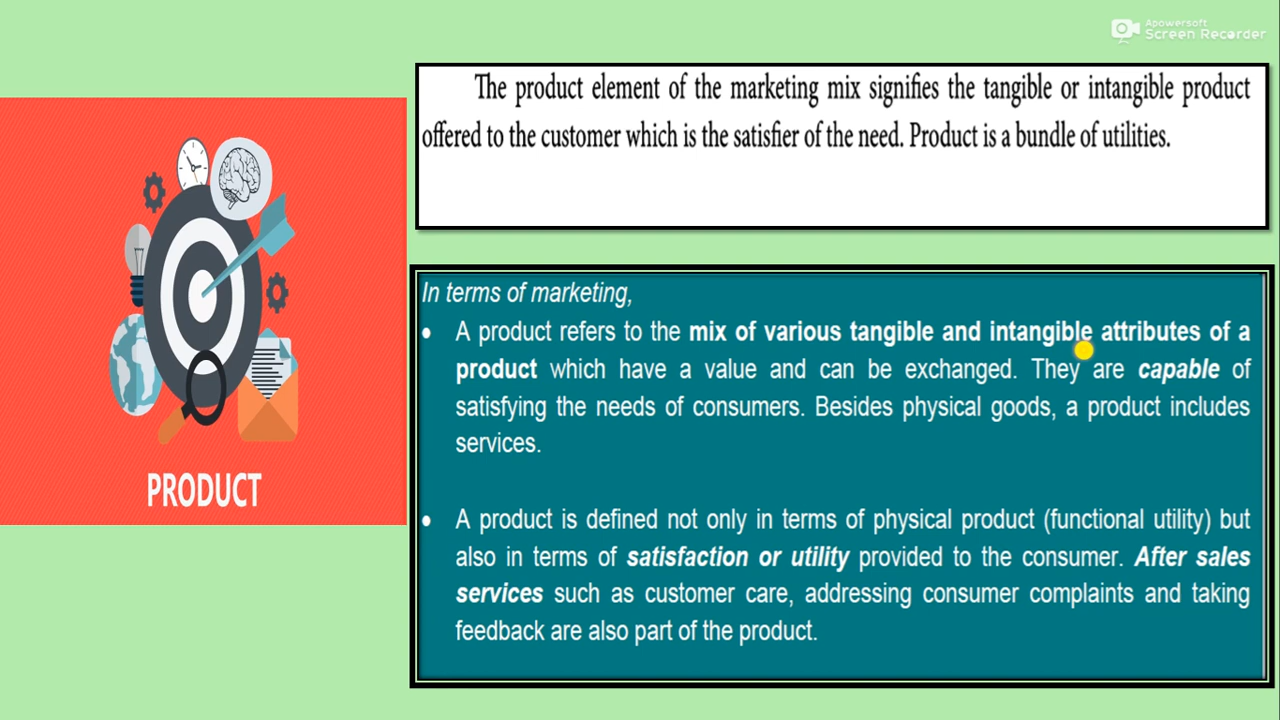 Apowersoft
Screen Recorder
The product element of the marketing mix signifies the tangible or intangible product
offered to the customer which is the satisfier of the need. Product is a bundle of utilities.
PRODUCT
In terms of marketing,
• A product refers to the mix of various tangible and intangible attributes of a
product which have a value and can be exchanged. They are capable of
satisfying the needs of consumers. Besides physical goods, a product includes
services.
• A product is defined not only in terms of physical product (functional utility) but
also in terms of satisfaction or utility provided to the consumer. After sales
services such as customer care, addressing consumer complaints and taking
feedback are also part of the product.